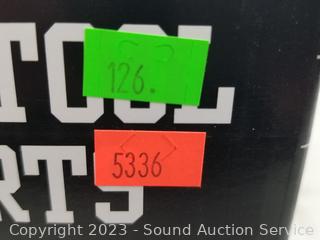 126.
TOOL
5336
RTS
Copyright 2023 - Sound Auction Service